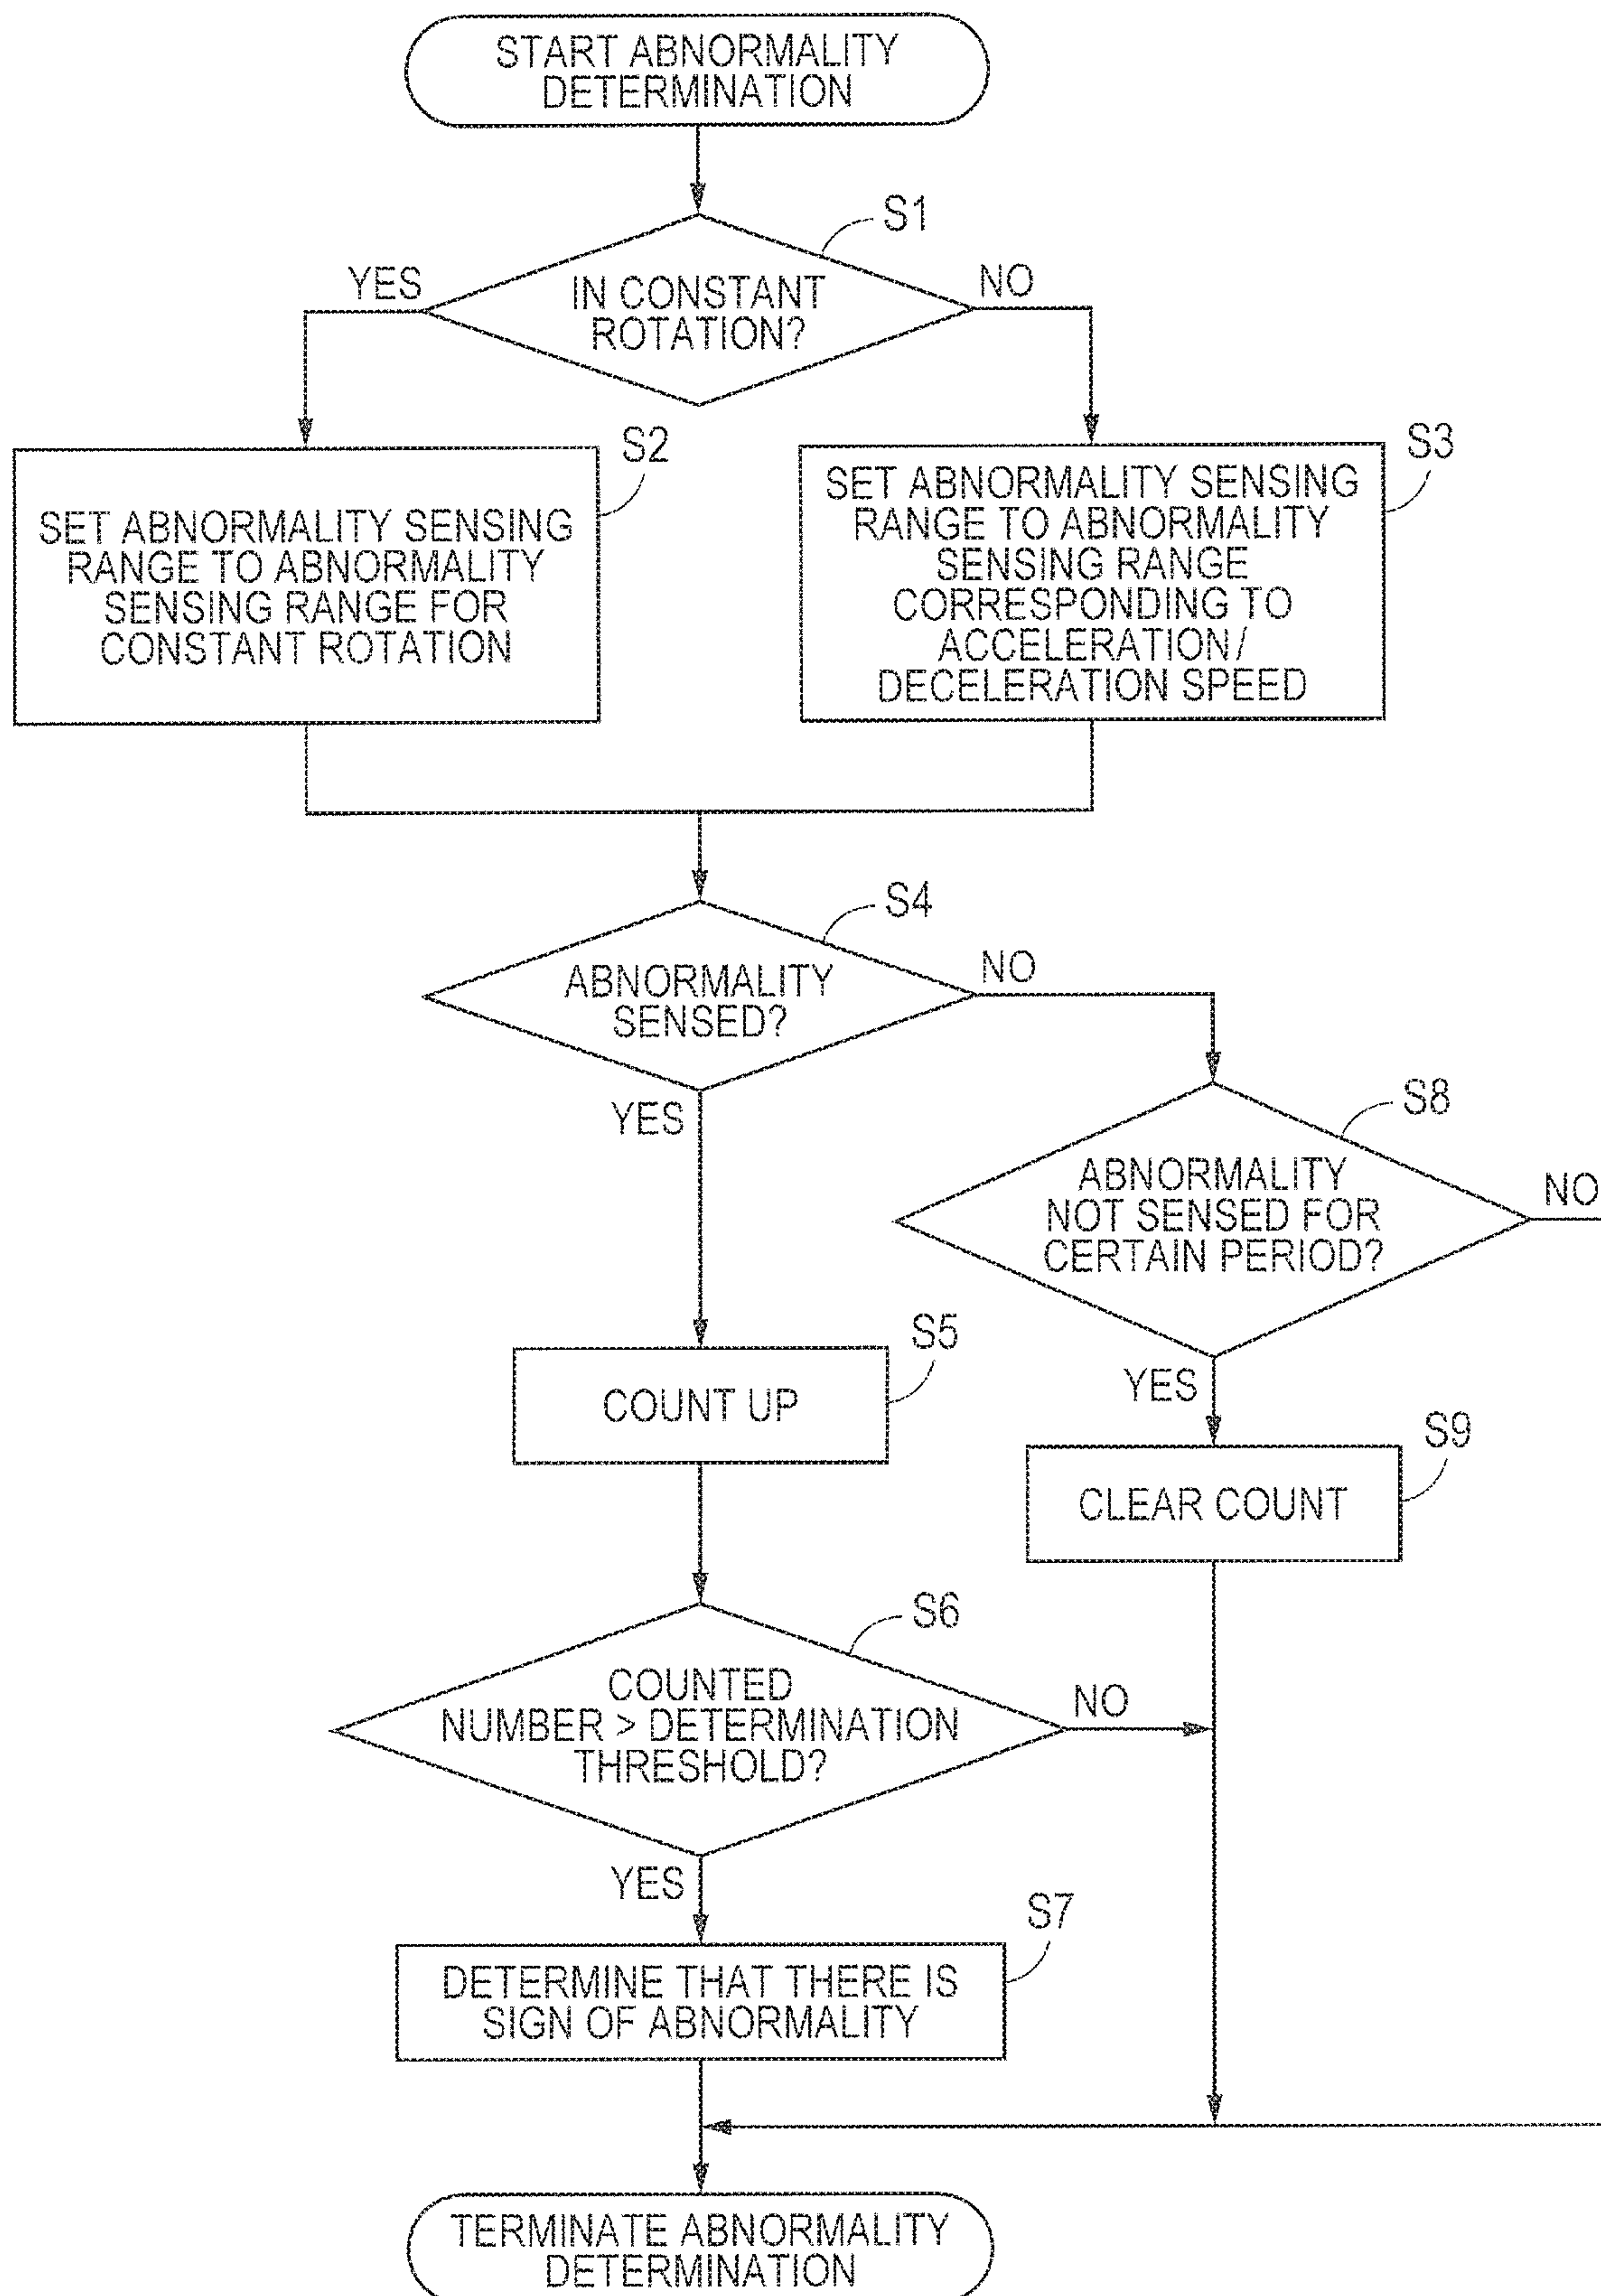 START ABNORMALITY
DETERMINATION
S1
YES
IN CONSTANT
ROTATION?
NO
S2
SET ABNORMALITY SENSING
RANGE TO ABNORMALITY
SENSING RANGE FOR
CONSTANT ROTATION
S3
SET ABNORMALITY SENSING
RANGE TO ABNORMALITY
SENSING RANGE
CORRESPONDING TO
ACCELERATION/
DECELERATION SPEED
S4
ABNORMALITY
SENSED?
NO
YES
S8
ABNORMALITY
NOT SENSED FOR
CERTAIN PERIOD?
NO
YES
S5
COUNT UP
S9
CLEAR COUNT
S6
COUNTED
NUMBER > DETERMINATION
THRESHOLD?
NO
YES
S7
DETERMINE THAT THERE IS
SIGN OF ABNORMALITY
TERMINATE ABNORMALITY
DETERMINATION